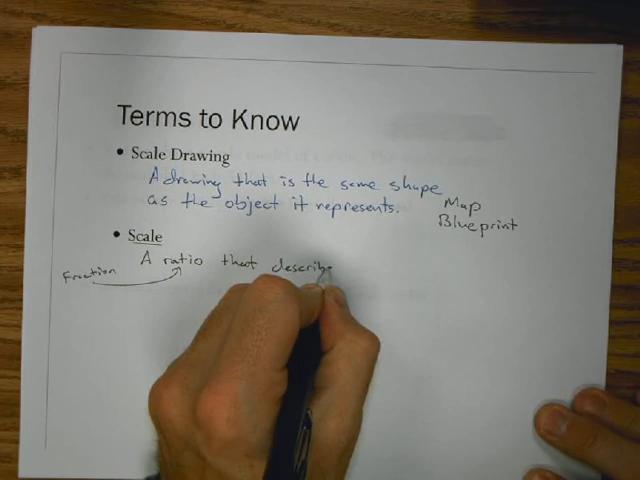 Terms to Know
• Scale Drawing
A drawing that is the same shape
as the object it represents.
Map
Blueprint
• Scale
A ratio that describe
Fraction